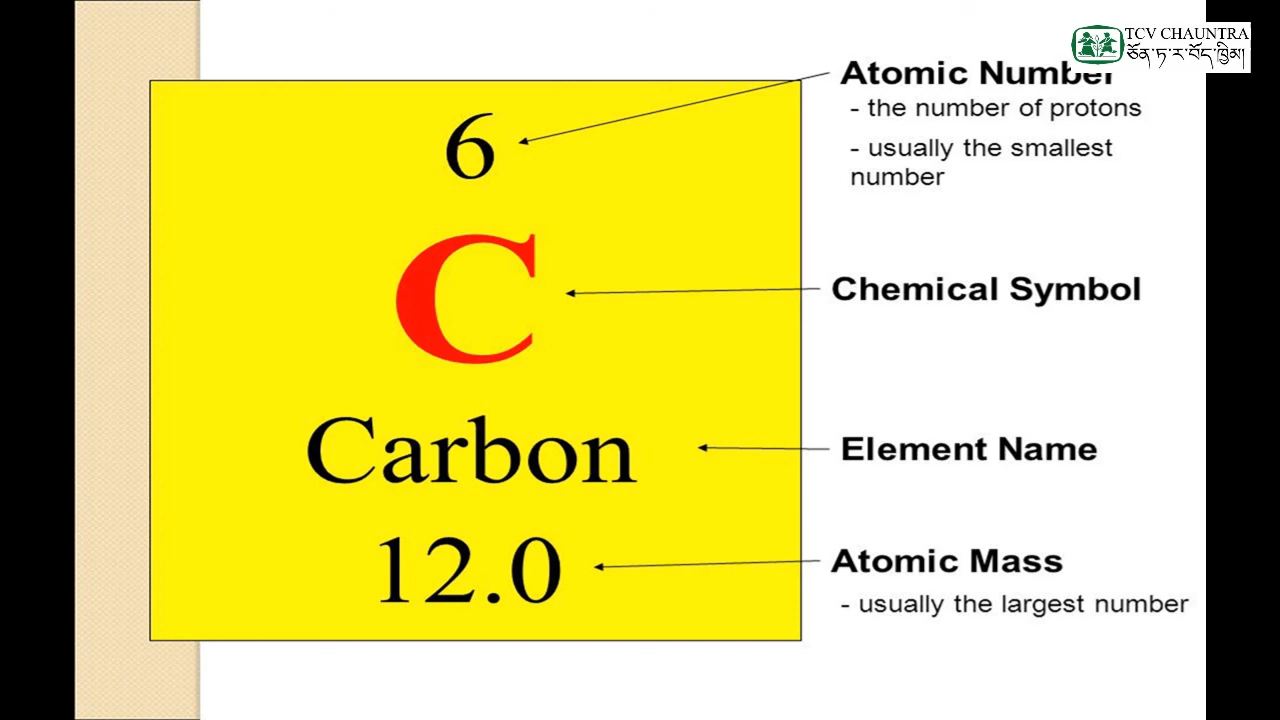 TCV CHAUNTRA
ཅོན་ཏ་ར་བོད་ཁྱིམ།
Atomic Number
- the number of protons
- usually the smallest
number
6
C
Chemical Symbol
Carbon
Element Name
12.0
Atomic Mass
- usually the largest number